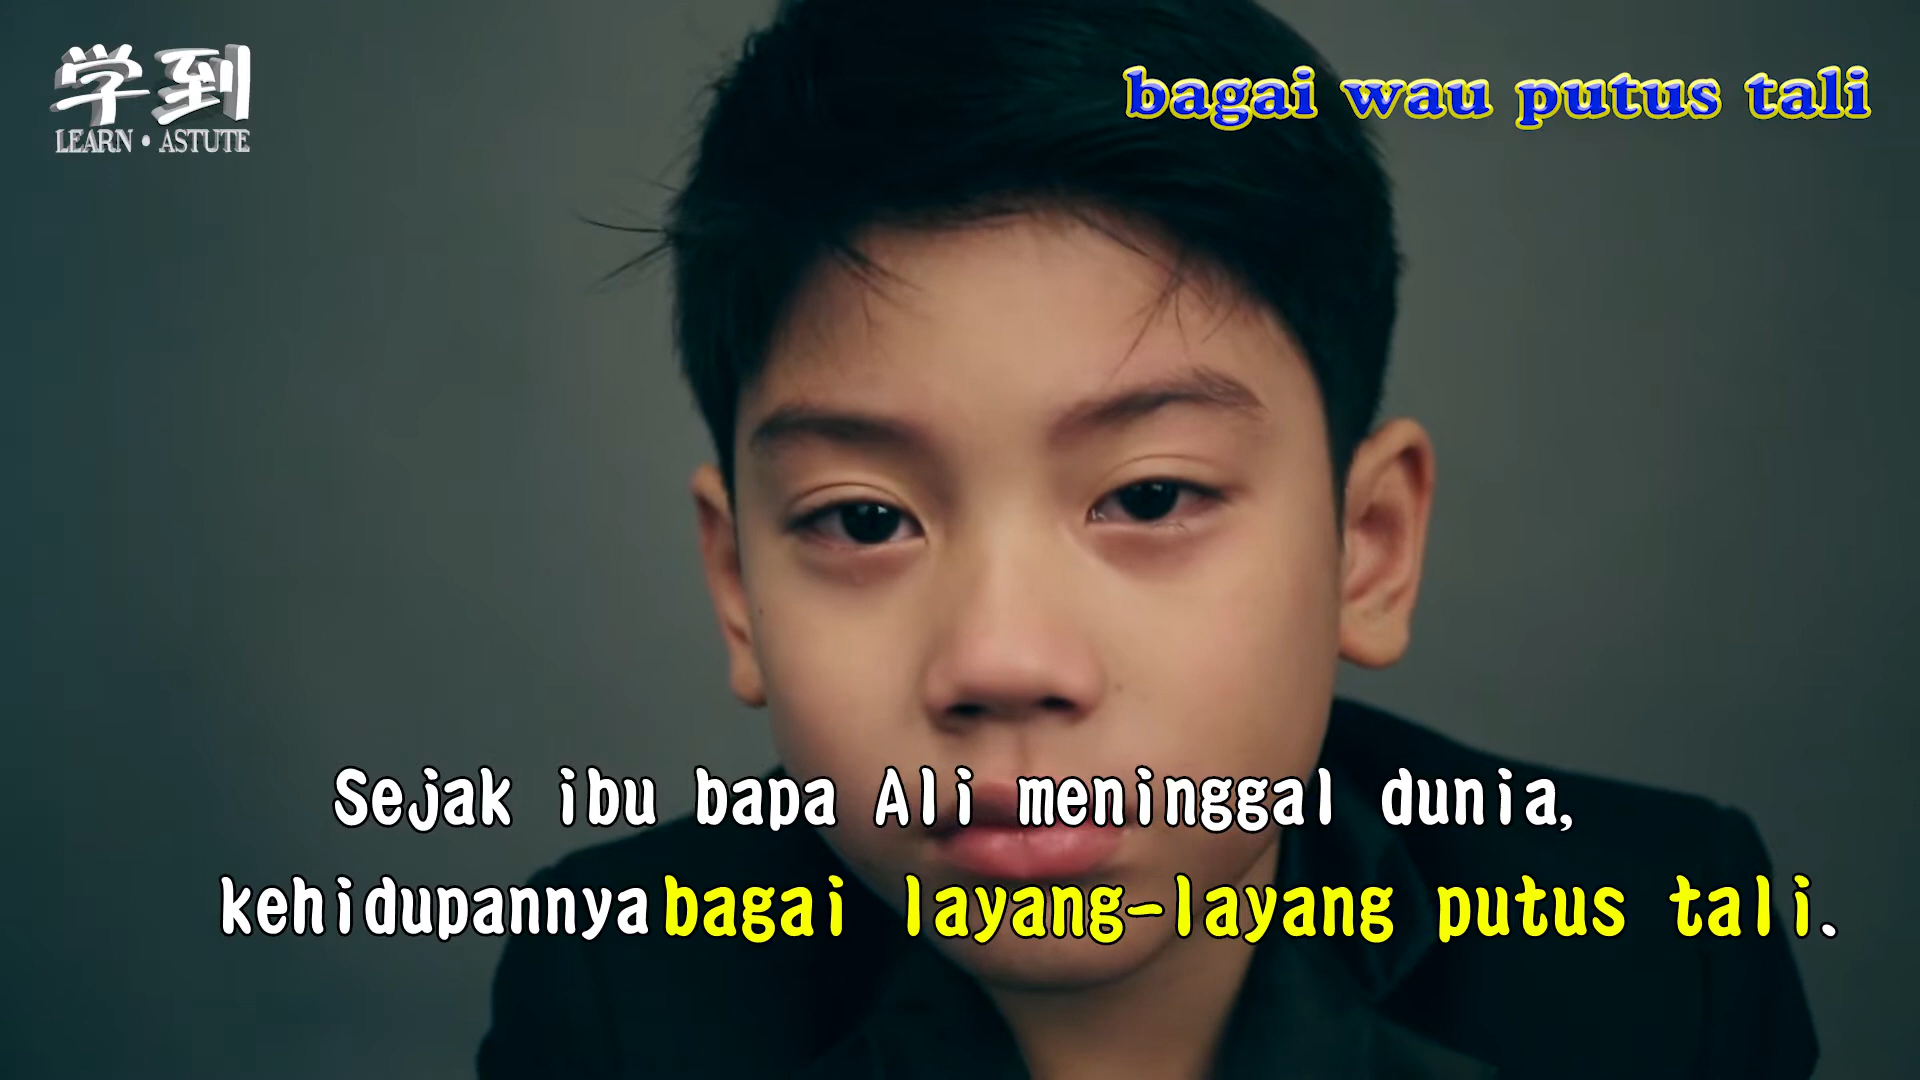 学到
LEARN • ASTUTE
bagai wau putus tali
Sejak ibu bapa Ali meninggal dunia,
kehidupannya bagai layang-layang putus tali.